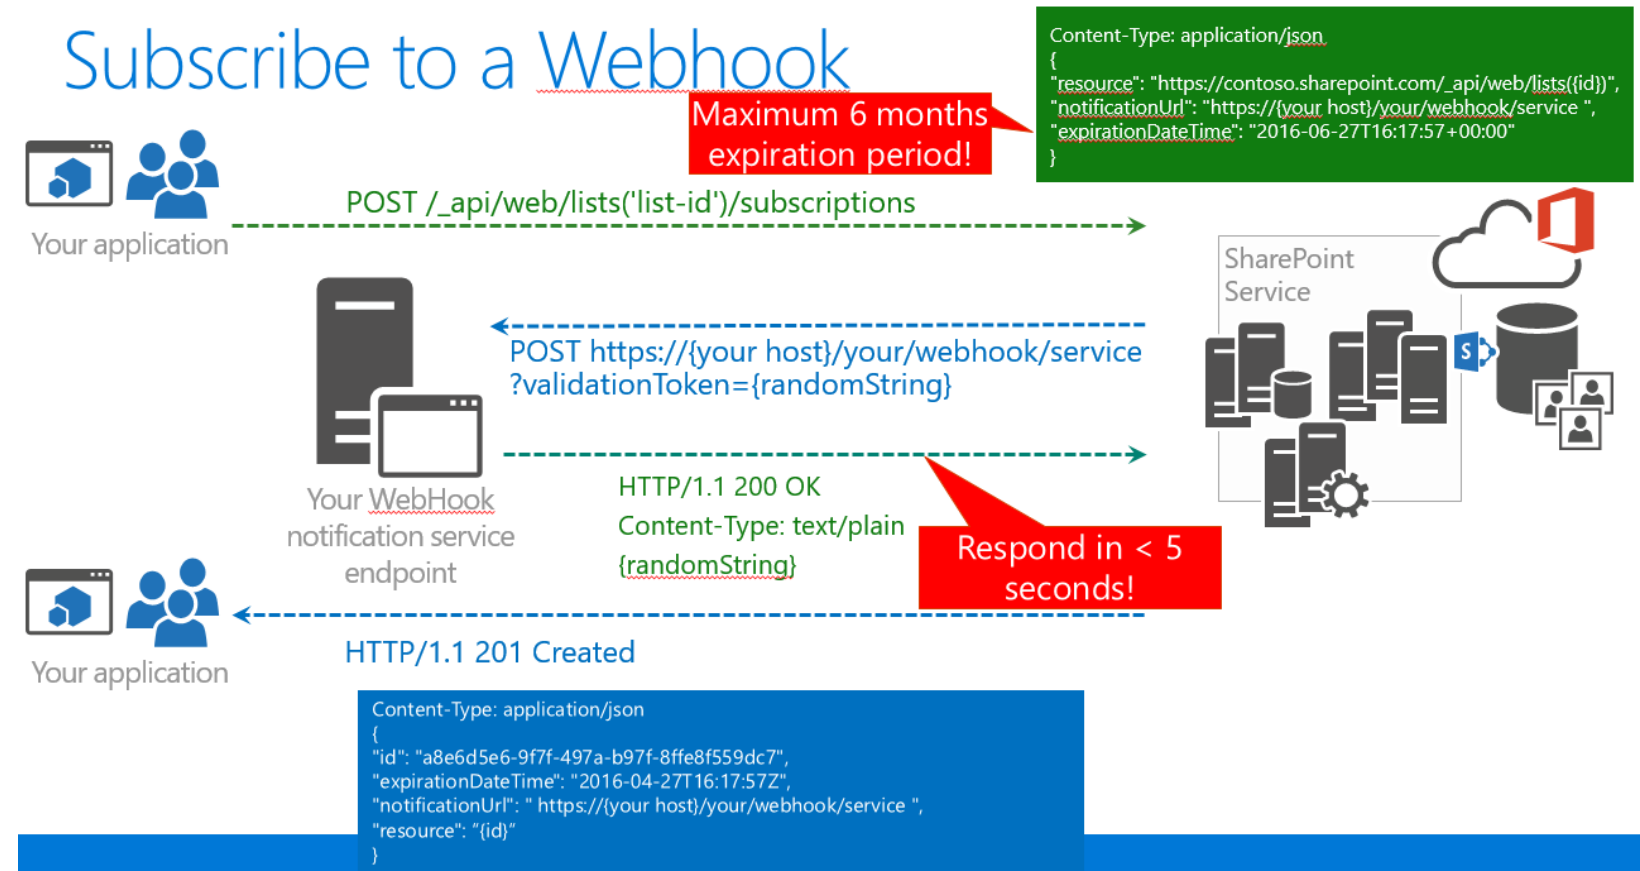 Subscribe to a Webhook
Content-Type: application/json
{
"resource": "https://contoso.sharepoint.com/_api/web/lists({id})",
"notificationUrl": "https://{your host}/your/webhook/service ",
"expirationDateTime": "2016-06-27T16:17:57+00:00"
}
Maximum 6 months
expiration period!
POST /_api/web/lists('list-id')/subscriptions
Your application
SharePoint
Service
POST https://{your host}/your/webhook/service
?validationToken={randomString}
S
HTTP/1.1 200 OK
Content-Type: text/plain
{randomString}
Your WebHook
notification service
endpoint
Respond in < 5
seconds!
Your application
HTTP/1.1 201 Created
Content-Type: application/json
{
"id": "a8e6d5e6-9f7f-497a-b97f-8ffe8f559dc7",
"expirationDateTime": "2016-04-27T16:17:57Z",
"notificationUrl": " https://{your host}/your/webhook/service ",
"resource": "{id}"
}